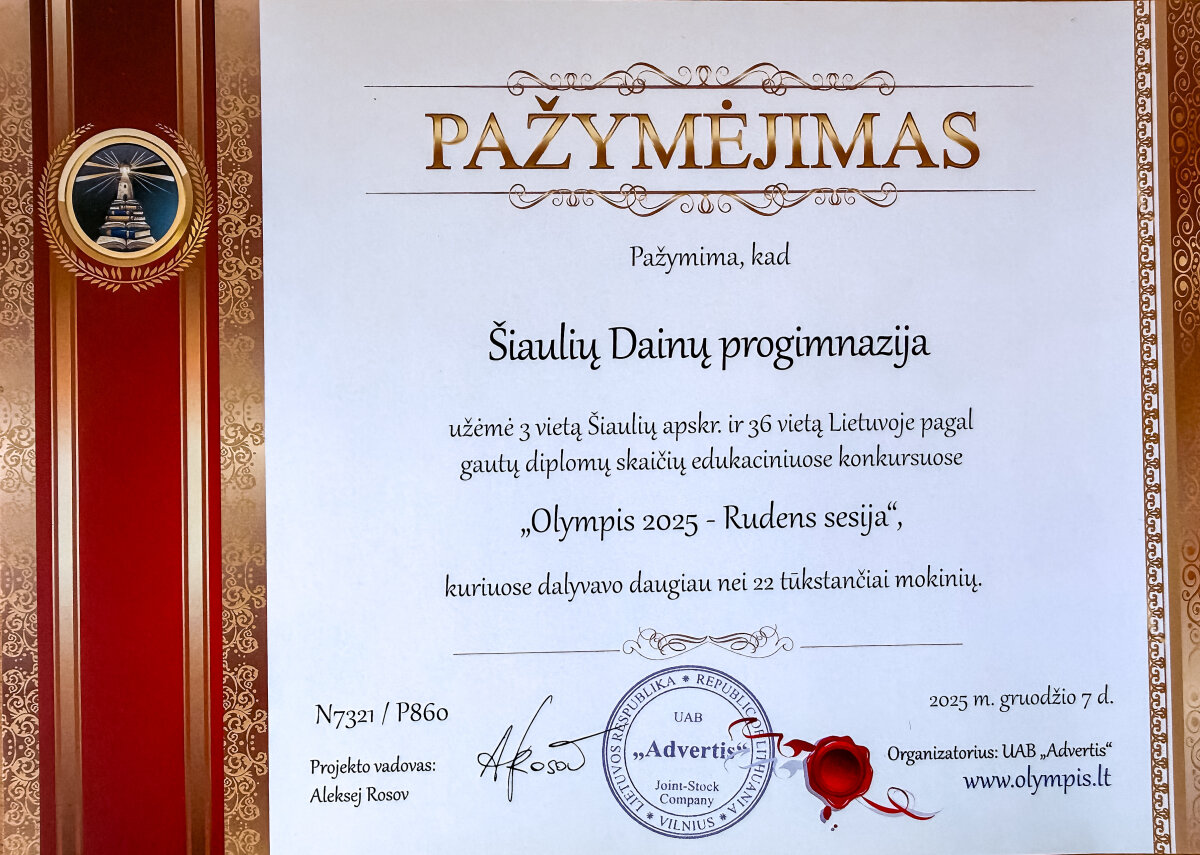 PAŽYMĖJIMAS
Pažymima, kad
Šiaulių Dainų progimnazija
užėmė 3 vietą Šiaulių apskr. ir 36 vietą Lietuvoje pagal
gautų diplomų skaičių edukaciniuose konkursuose
„Olympis 2025 - Rudens sesija“,
kuriuose dalyvavo daugiau nei 22 tūkstančiai mokinių.
N7321 / P860
Projekto vadovas:
Aleksej Rosov
ARosov
LIETUVOS RESPUBLIKA * REPUBLIC OF LITHUANIA
UAB
„Advertis“
Joint-Stock
Company
* VILNIUS *
2025 m. gruodžio 7 d.
Organizatorius: UAB „Advertis“
www.olympis.lt